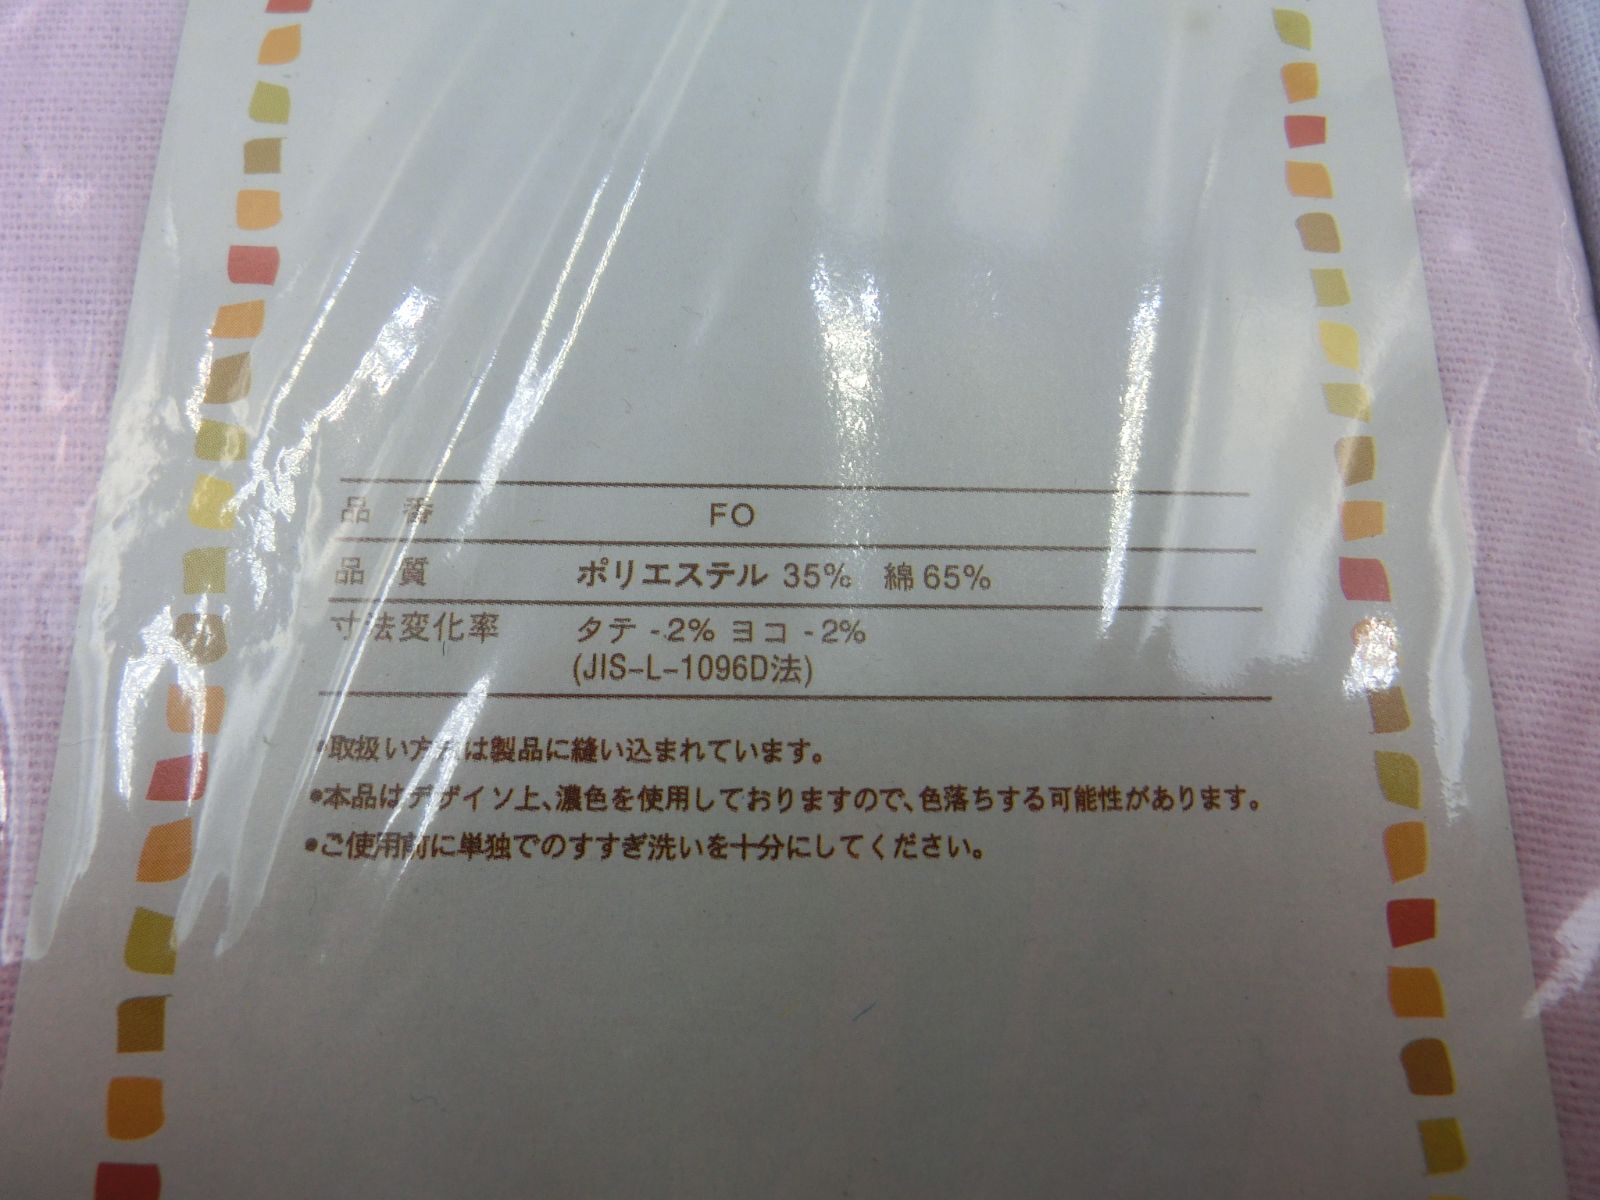 品番 FO
品質 ポリエステル 35% 綿 65%
寸法変化率 タテ -2% ヨコ -2%
(JIS-L-1096D法)
•取扱い方法は製品に縫い込まれています。
•本品はデザイソ上、濃色を使用しておりますので、色落ちする可能性があります。
•ご使用前に単独でのすすぎ洗いを十分にしてください。